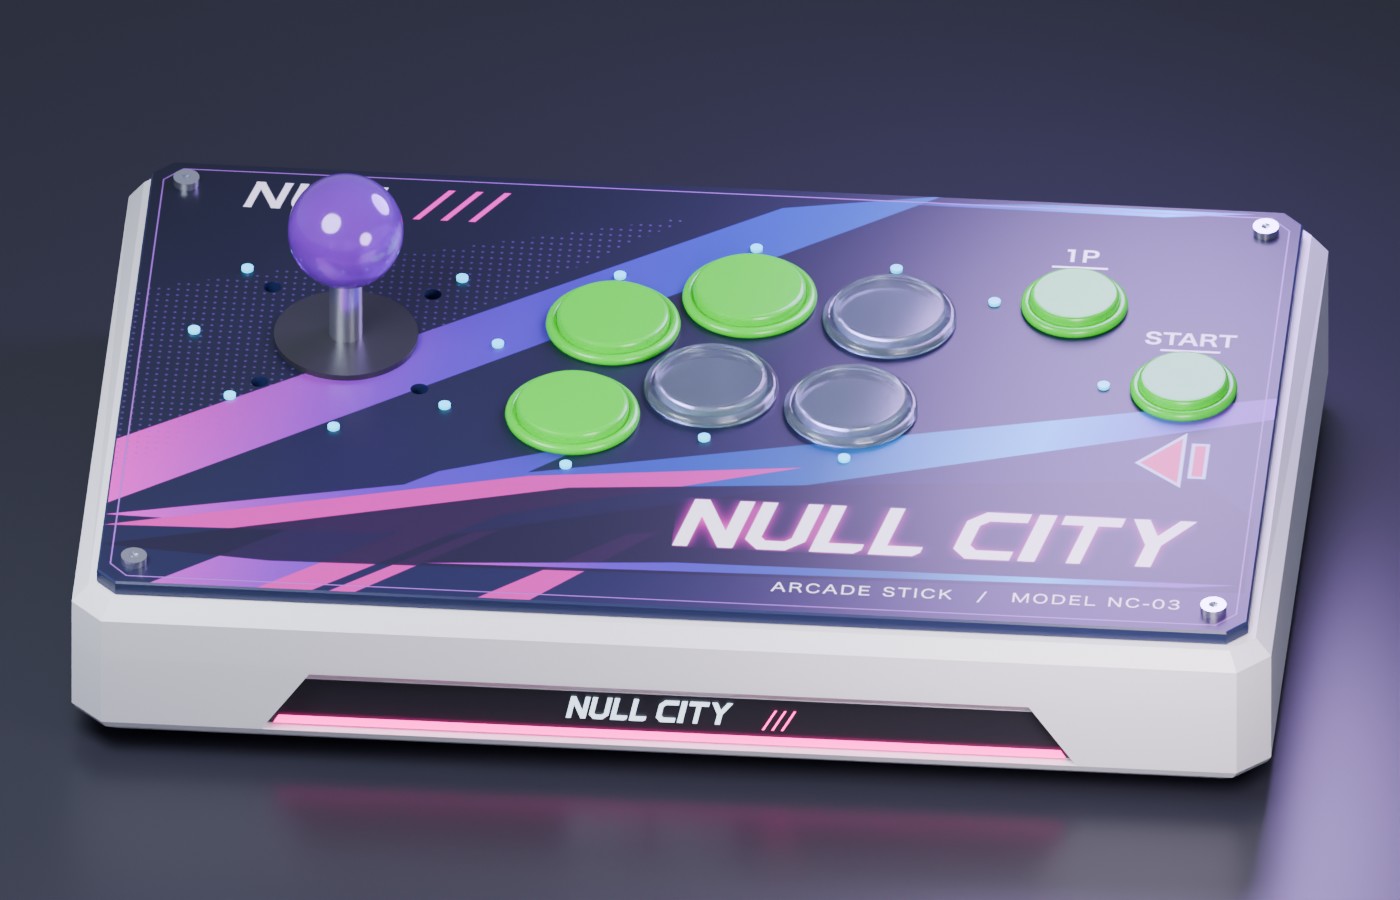 1P
START
NULL CITY
ARCADE STICK / MODEL NC-03
NULL CITY ///